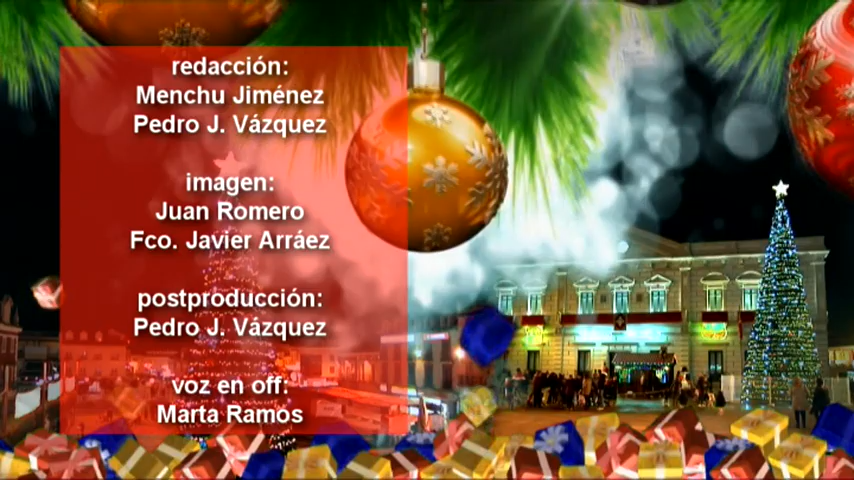 redacción:
Menchu Jiménez
Pedro J. Vázquez
imagen:
Juan Romero
Fco. Javier Arráez
postproducción:
Pedro J. Vázquez
voz en off:
Marta Ramos